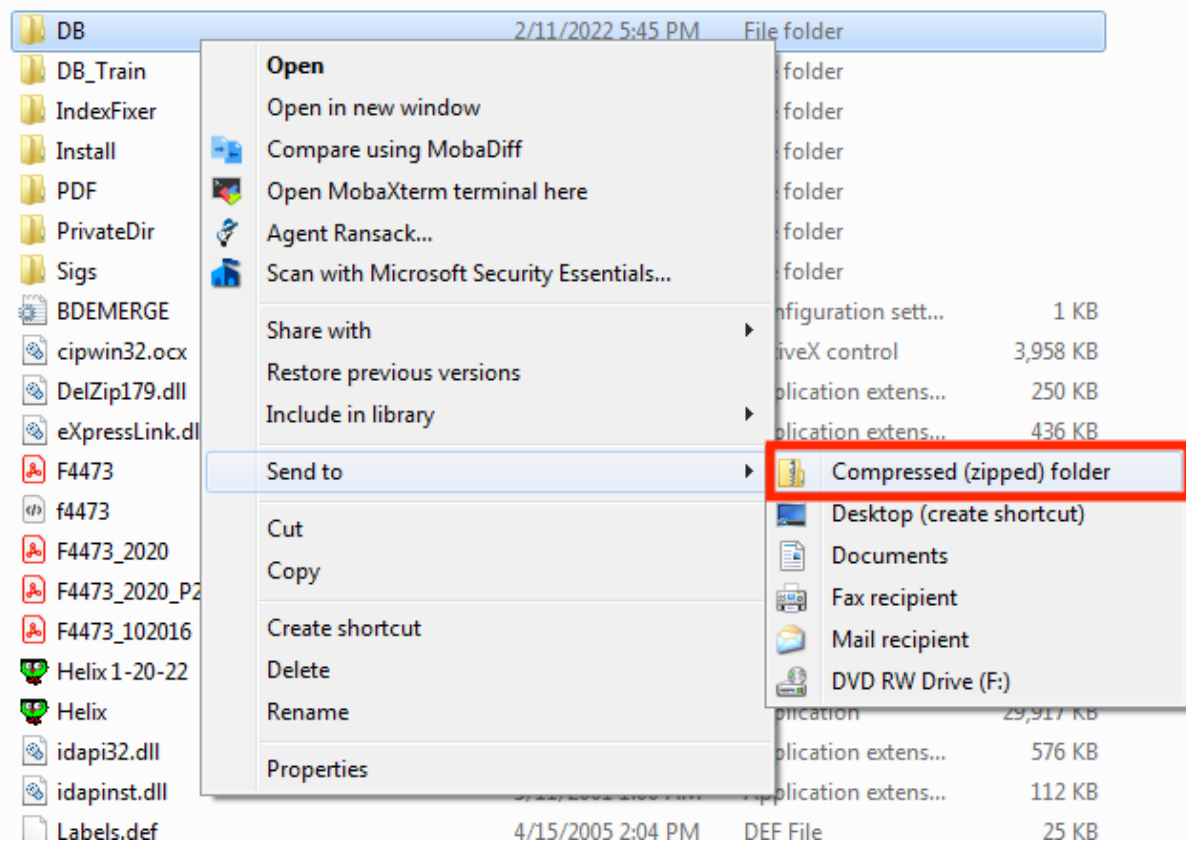 DB 2/11/2022 5:45 PM File folder
DB_Train folder
IndexFixer folder
Install folder
PDF folder
PrivateDir folder
Sigs folder
BDEMERGE nfiguration sett... 1 KB
cipwin32.ocx tiveX control 3,958 KB
DelZip179.dll plication extens... 250 KB
eXpressLink.dl plication extens... 436 KB
F4473
f4473
F4473_2020
F4473_2020_P2
F4473_102016
Helix 1-20-22
Helix plication 29,917 KB
idapi32.dll plication extens... 576 KB
idapinst.dll Application extens... 112 KB
Labels.def 4/15/2005 2:04 PM DEF File 25 KB
Open
Open in new window
Compare using MobaDiff
Open MobaXterm terminal here
Agent Ransack...
Scan with Microsoft Security Essentials...
Share with
Restore previous versions
Include in library
Send to
Cut
Copy
Create shortcut
Delete
Rename
Properties
Compressed (zipped) folder
Desktop (create shortcut)
Documents
Fax recipient
Mail recipient
DVD RW Drive (F:)